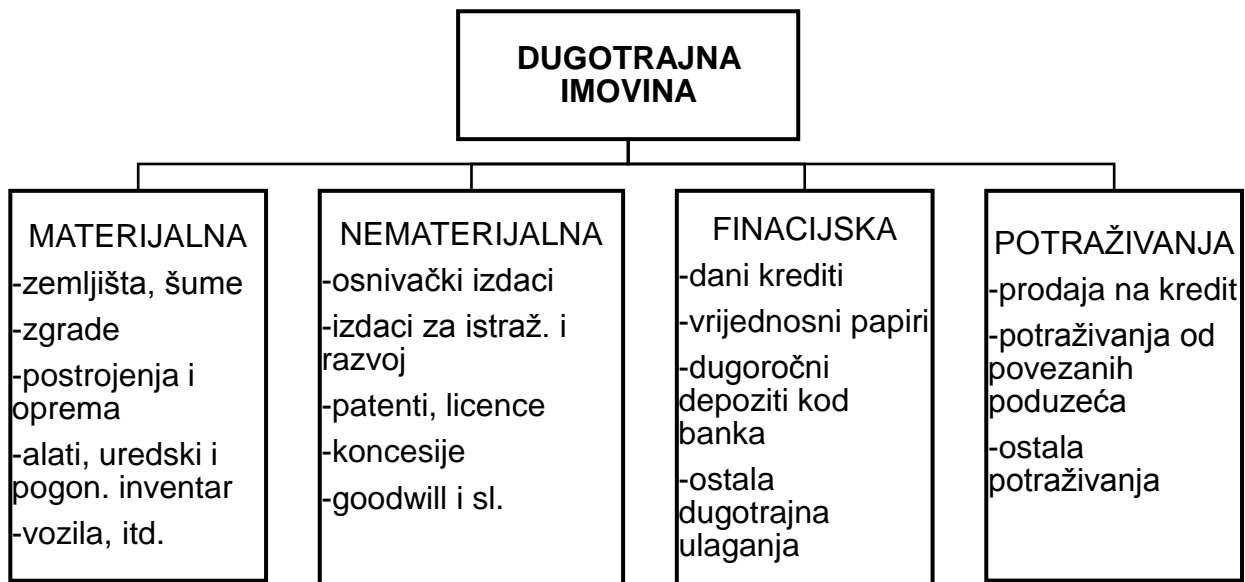 DUGOTRAJNA
IMOVINA
MATERIJALNA
-zemljišta, šume
-zgrade
-postrojenja i
oprema
-alati, uredski i
pogon. inventar
-vozila, itd.
NEMATERIJALNA
-osnivački izdaci
-izdaci za istraž. i
razvoj
-patenti, licence
-koncesije
-goodwill i sl.
FINACIJSKA
-dani krediti
-vrijednosni papiri
-dugoročni
depoziti kod
banka
-ostala
dugotrajna
ulaganja
POTRAŽIVANJA
-prodaja na kredit
-potraživanja od
povezanih
poduzeća
-ostala
potraživanja